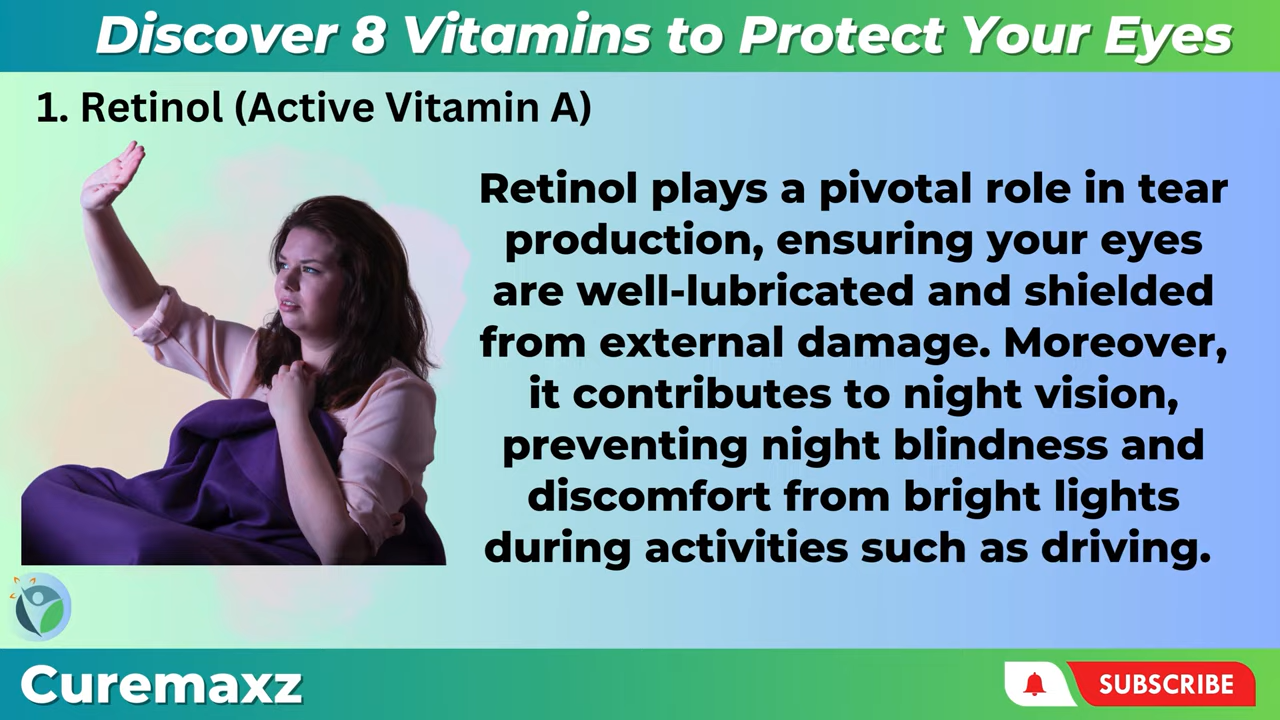 Discover 8 Vitamins to Protect Your Eyes
1. Retinol (Active Vitamin A)
Retinol plays a pivotal role in tear
production, ensuring your eyes
are well-lubricated and shielded
from external damage. Moreover,
it contributes to night vision,
preventing night blindness and
discomfort from bright lights
during activities such as driving.
Curemaxz
SUBSCRIBE